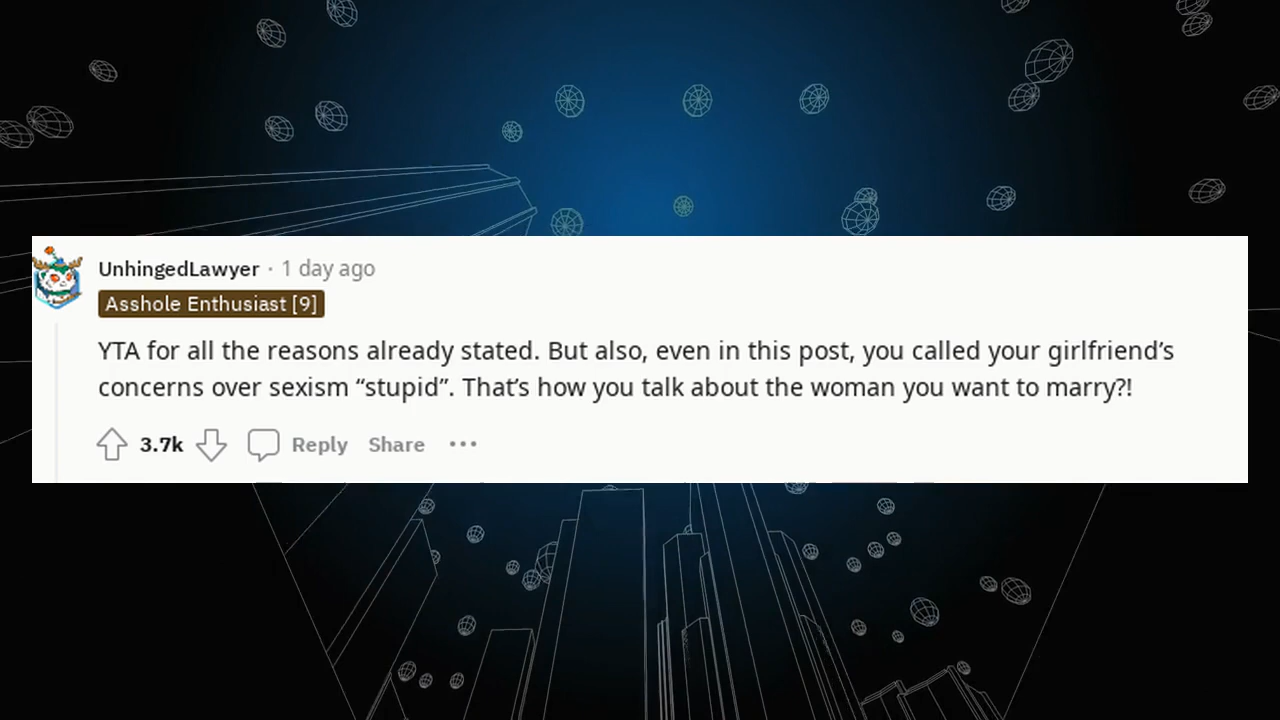 UnhingedLawyer · 1 day ago
Asshole Enthusiast [9]
YTA for all the reasons already stated. But also, even in this post, you called your girlfriend’s
concerns over sexism “stupid”. That’s how you talk about the woman you want to marry?!
3.7k Reply Share •••